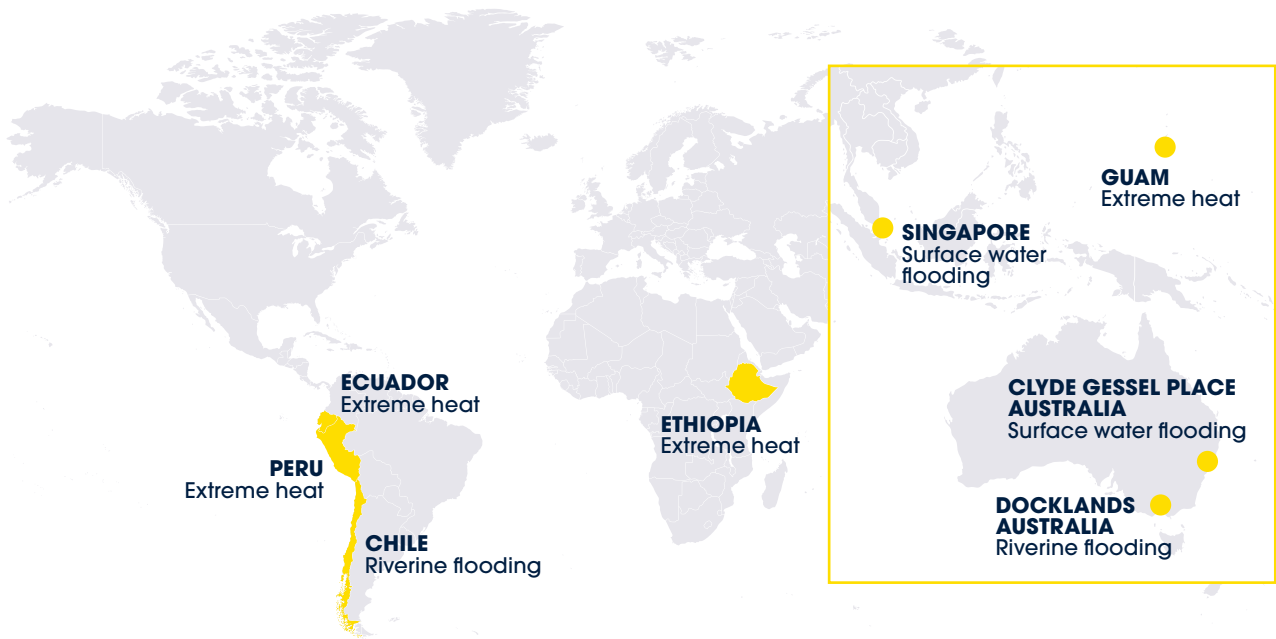 GUAM
Extreme heat
SINGAPORE
Surface water
flooding
ECUADOR
Extreme heat
PERU
Extreme heat
CHILE
Riverine flooding
ETHIOPIA
Extreme heat
CLYDE GESSEL PLACE
AUSTRALIA
Surface water flooding
DOCKLANDS
AUSTRALIA
Riverine flooding